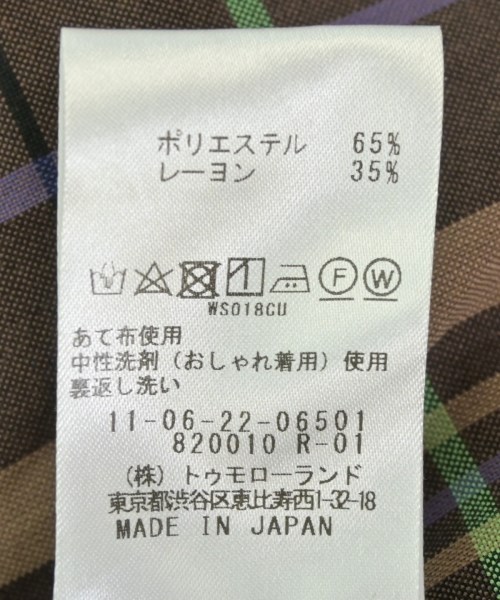 ポリエステル 65%
レーヨン 35%
F W
WS018CU
あて布使用
中性洗剤（おしゃれ着用）使用
裏返し洗い
11-06-22-06501
820010 R-01
（株）トゥモローランド
東京都渋谷区恵比寿西1-32-18
MADE IN JAPAN